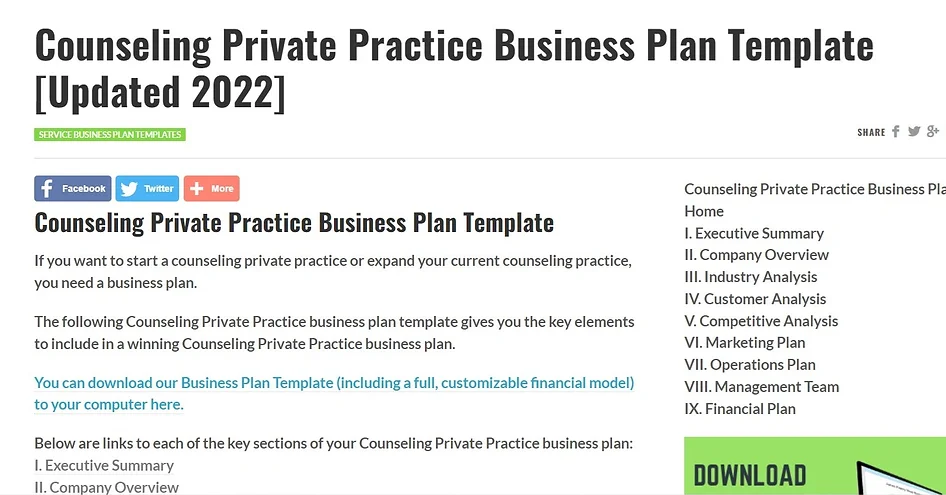 Counseling Private Practice Business Plan Template
[Updated 2022]
SERVICE BUSINESS PLAN TEMPLATES
SHARE
Facebook
Twitter
More
Counseling Private Practice Business Plan Template
If you want to start a counseling private practice or expand your current counseling practice,
you need a business plan.
The following Counseling Private Practice business plan template gives you the key elements
to include in a winning Counseling Private Practice business plan.
You can download our Business Plan Template (including a full, customizable financial model)
to your computer here.
Below are links to each of the key sections of your Counseling Private Practice business plan:
I. Executive Summary
II. Company Overview
Counseling Private Practice Business Pla
Home
I. Executive Summary
II. Company Overview
III. Industry Analysis
IV. Customer Analysis
V. Competitive Analysis
VI. Marketing Plan
VII. Operations Plan
VIII. Management Team
IX. Financial Plan
DOWNLOAD